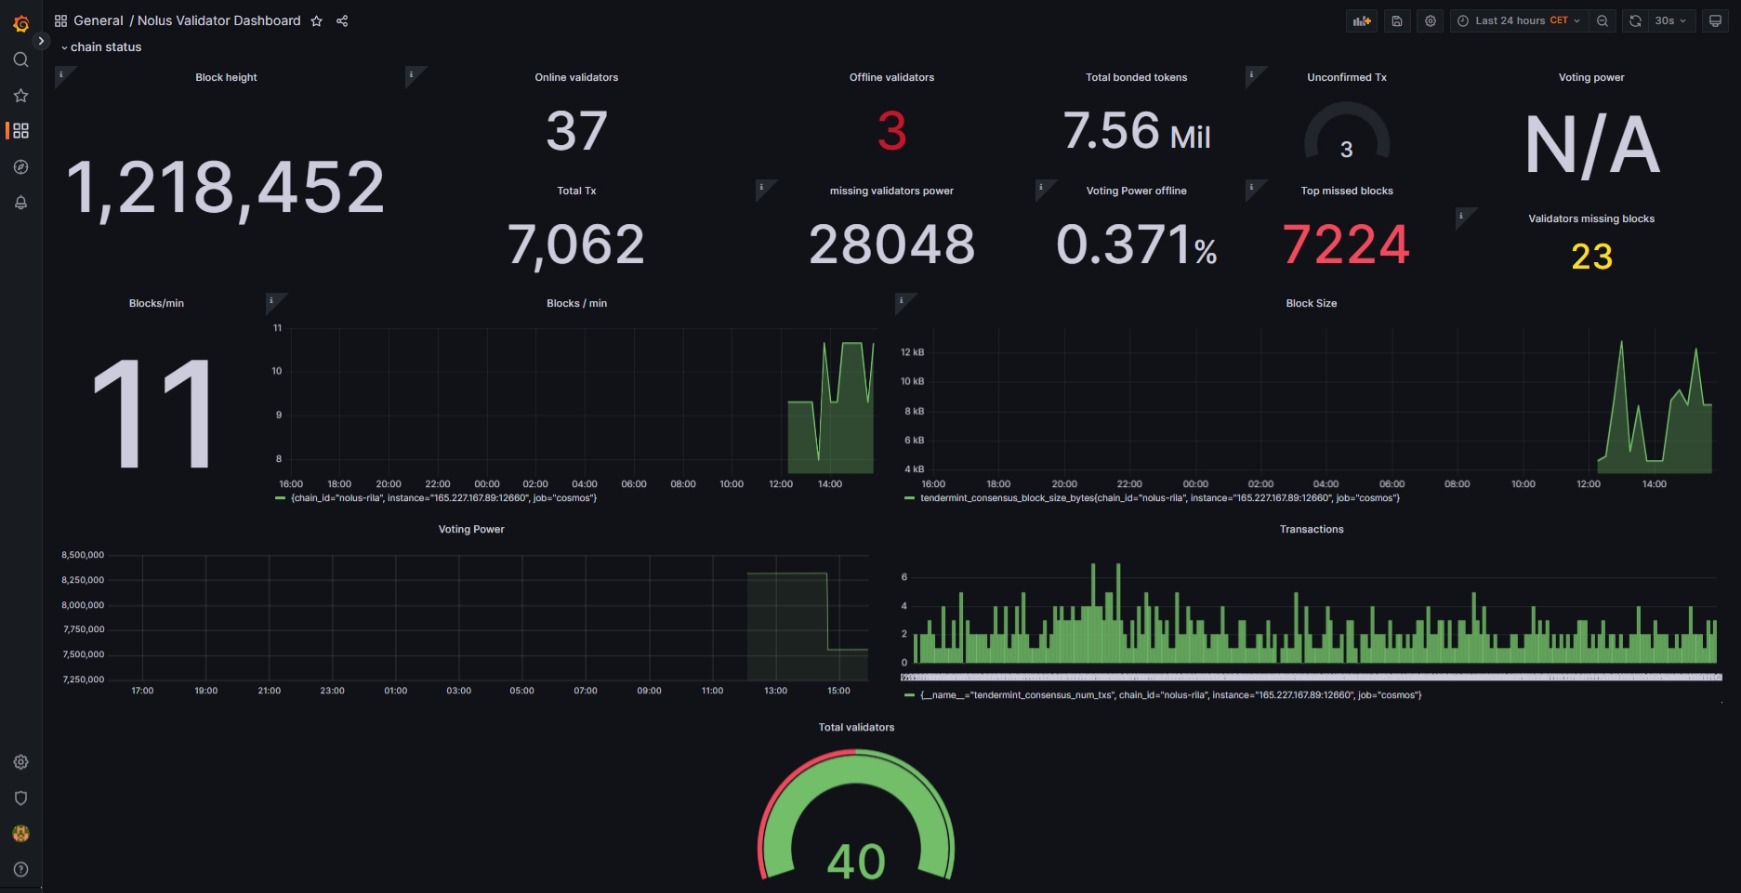 General / Nolus Validator Dashboard
Last 24 hours CET
30s
chain status
Block height
1,218,452
Online validators
37
Offline validators
3
Total bonded tokens
7.56 Mil
Unconfirmed Tx
3
Voting power
N/A
Total Tx
7,062
missing validators power
28048
Voting Power offline
0.371%
Top missed blocks
7224
Validators missing blocks
23
Blocks/min
11
Blocks / min
11
10
9
8
16:00 18:00 20:00 22:00 00:00 02:00 04:00 06:00 08:00 10:00 12:00 14:00
{chain_id="nolus-rila", instance="165.227.167.89:12660", job="cosmos"}
Block Size
12 kB
10 kB
8 kB
6 kB
4 kB
16:00 18:00 20:00 22:00 00:00 02:00 04:00 06:00 08:00 10:00 12:00 14:00
tendermint_consensus_block_size_bytes{chain_id="nolus-rila", instance="165.227.167.89:12660", job="cosmos"}
Voting Power
8,500,000
8,250,000
8,000,000
7,750,000
7,500,000
7,250,000
17:00 19:00 21:00 23:00 01:00 03:00 05:00 07:00 09:00 11:00 13:00 15:00
Transactions
6
4
2
0
{__name__="tendermint_consensus_num_txs", chain_id="nolus-rila", instance="165.227.167.89:12660", job="cosmos"}
Total validators
40